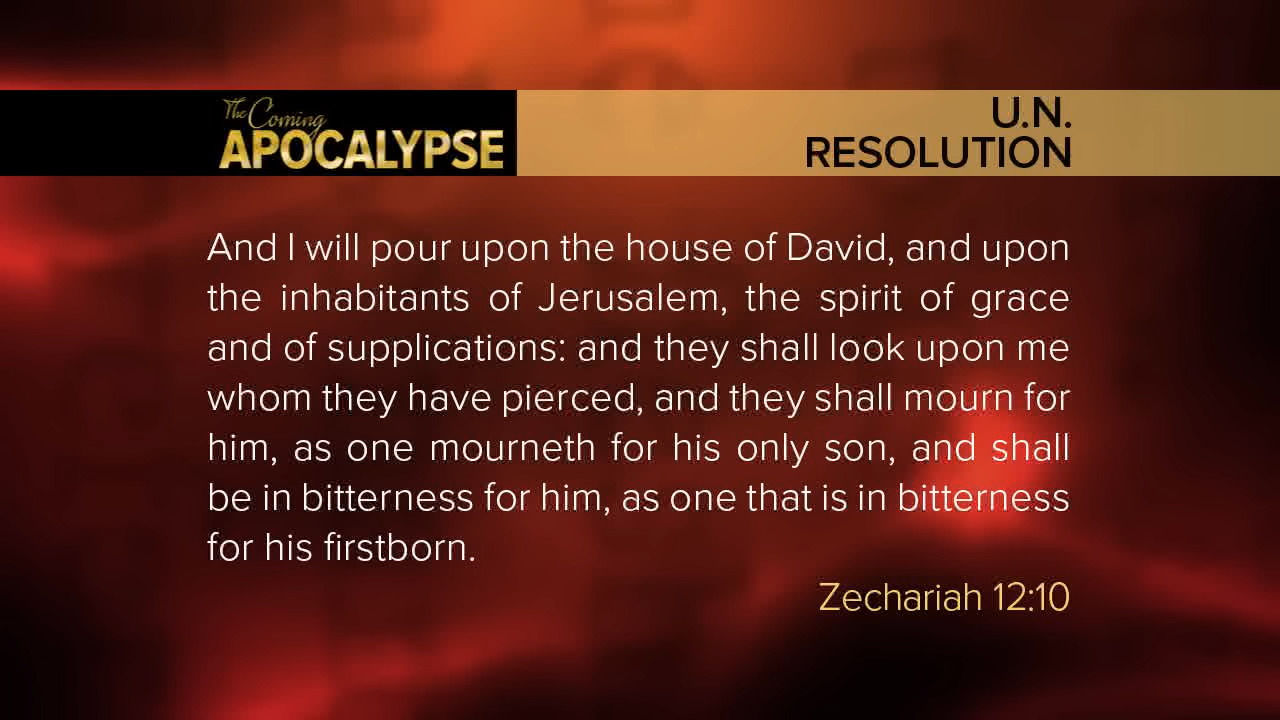 The Coming
APOCALYPSE
U.N.
RESOLUTION
And I will pour upon the house of David, and upon
the inhabitants of Jerusalem, the spirit of grace
and of supplications: and they shall look upon me
whom they have pierced, and they shall mourn for
him, as one mourneth for his only son, and shall
be in bitterness for him, as one that is in bitterness
for his firstborn.
Zechariah 12:10